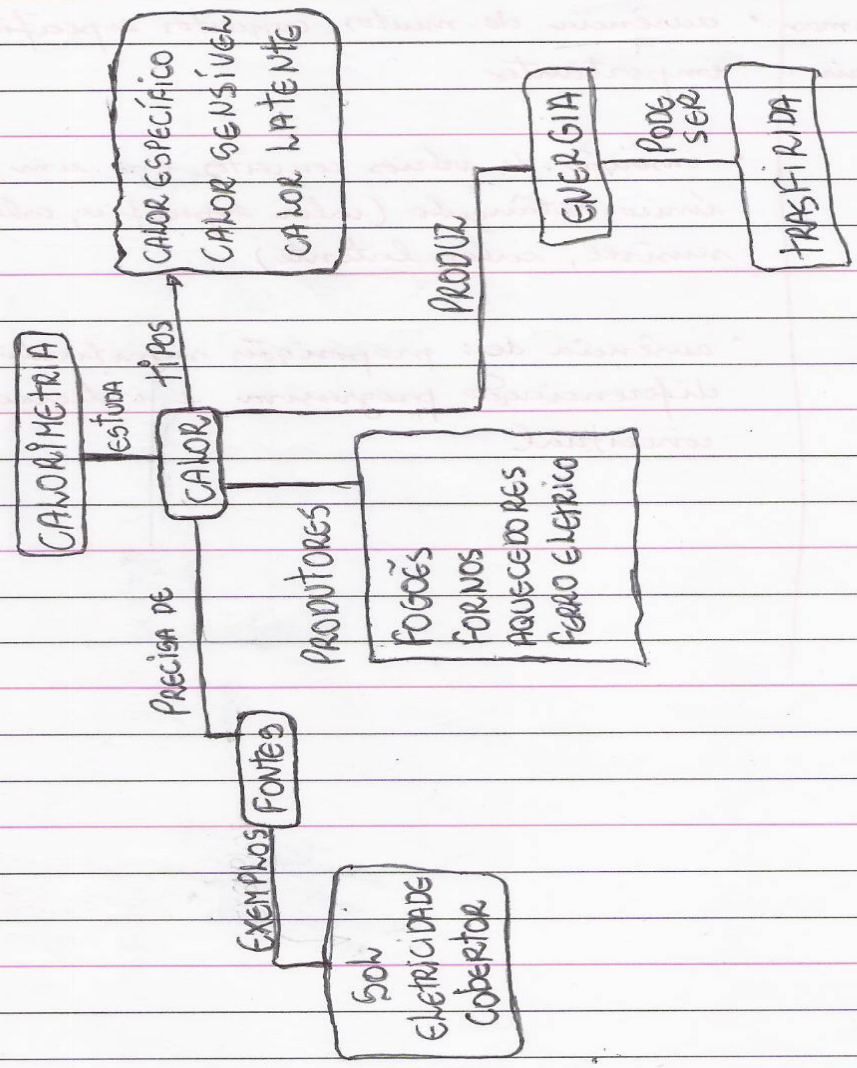 CALORIMETRIA
ESTUDA
CALOR
TIPOS
CALOR ESPECÍFICO
CALOR SENSÍVEL
CALOR LATENTE
PRECISA DE
FONTES
EXEMPLOS
SOL
ELETRICIDADE
COBERTOR
PRODUTORES
FOGÕES
FORNOS
AQUECEDORES
FERRO ELETRICO
PRODUZ
ENERGIA
PODE
SER
TRASFIRIDA